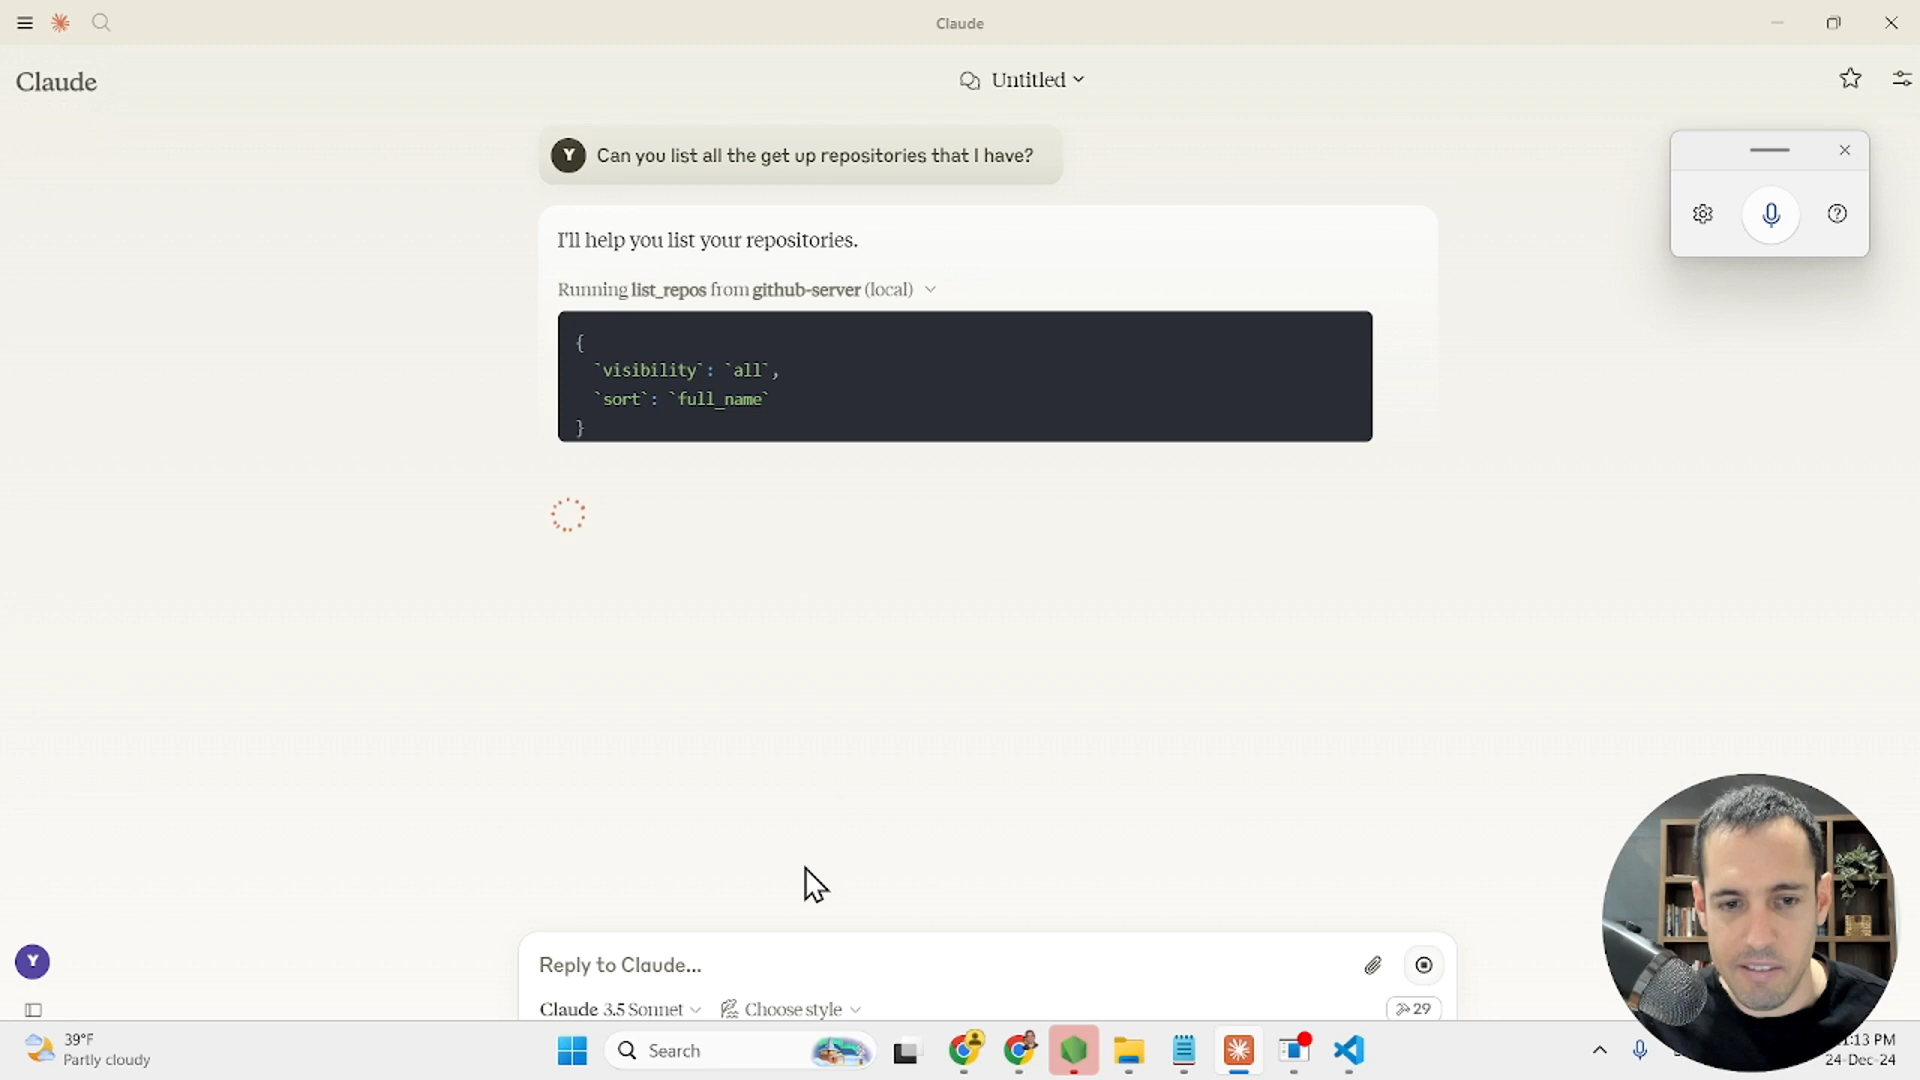 Claude
Claude
Untitled
Y Can you list all the get up repositories that I have?
I'll help you list your repositories.
Running list_repos from github-server (local)
{
`visibility`: `all`,
`sort`: `full_name`
}
Y
Reply to Claude...
Claude 3.5 Sonnet Choose style 29
39°F
Partly cloudy
Search
:13 PM
24-Dec-24